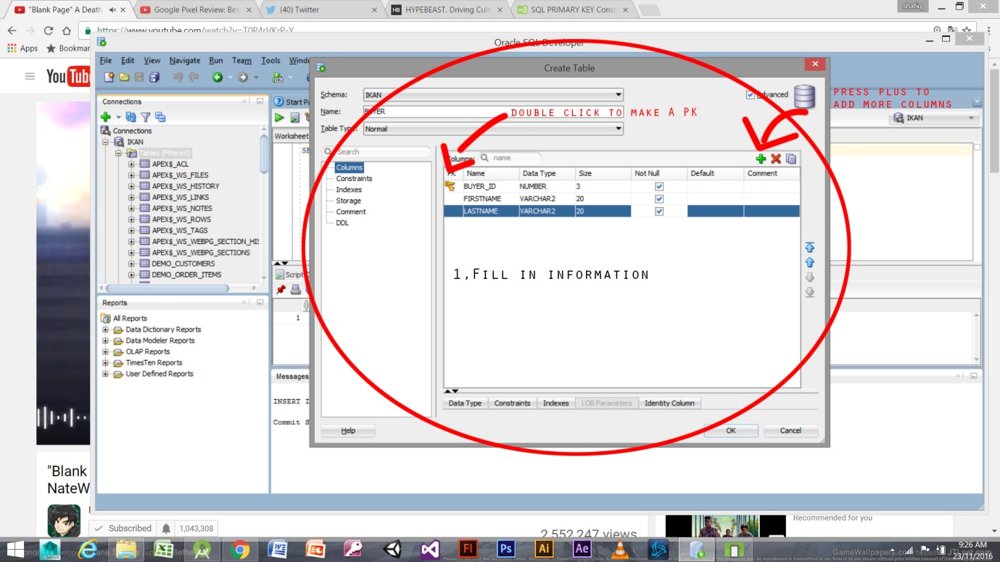 "Blank Page" A Death
Google Pixel Review: Bes
(40) Twitter
HYPEBEAST. Driving Cult
SQL PRIMARY KEY Const
shafiq
https://www.youtube.com/watch?v=T0P4rVKrP-Y
Apps
Bookmar
YouTub
Oracle SQL Developer
File Edit View Navigate Run Team Tools Windo
Connections
Connections
IKAN
Tables (Filtered)
APEX$_ACL
APEX$_WS_FILES
APEX$_WS_HISTORY
APEX$_WS_LINKS
APEX$_WS_NOTES
APEX$_WS_ROWS
APEX$_WS_TAGS
APEX$_WS_WEBPG_SECTION_HIS
APEX$_WS_WEBPG_SECTIONS
DEMO_CUSTOMERS
DEMO_ORDER_ITEMS
Reports
All Reports
Data Dictionary Reports
Data Modeler Reports
OLAP Reports
TimesTen Reports
User Defined Reports
Start Pa
Worksheet
SE
Script O
1
Messages
INSERT I
Commit S
Create Table
Schema: IKAN
Advanced
Name: BUYER
Table Type: Normal
DOUBLE CLICK TO MAKE A PK
PRESS PLUS TO
ADD MORE COLUMNS
IKAN
Search
Columns
Constraints
Indexes
Storage
Comment
DDL
Columns: name
PK Name Data Type Size Not Null Default Comment
BUYER_ID NUMBER 3
FIRSTNAME VARCHAR2 20
LASTNAME VARCHAR2 20
1,FILL IN INFORMATION
Data Type Constraints Indexes LOB Parameters Identity Column
Help OK Cancel
"Blank
NateW
Subscribed 1,043,308
2,552,247 views
Recommended for you
MAYA
Fl
Ps
Ai
Ae
GameWallpapers.com
9:26 AM
23/11/2016